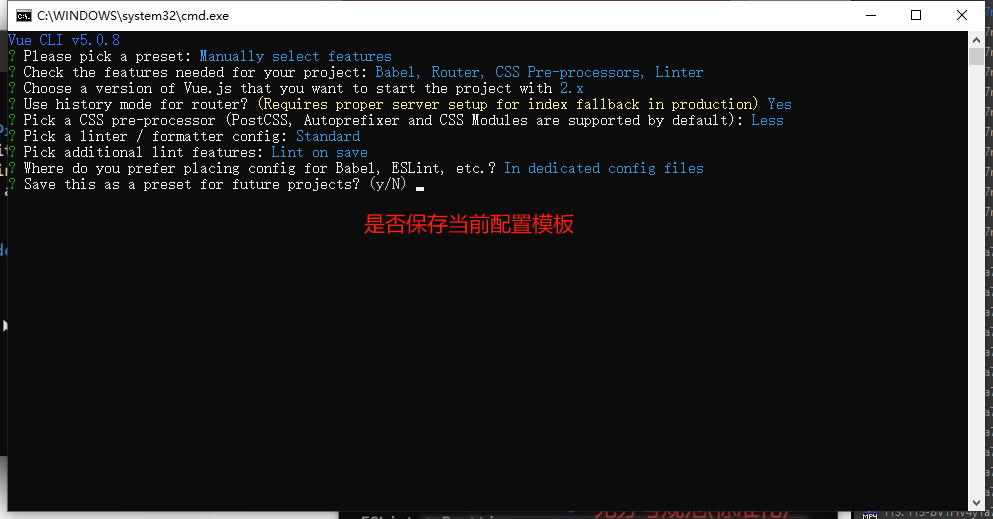 C:\WINDOWS\system32\cmd.exe
Vue CLI v5.0.8
? Please pick a preset: Manually select features
? Check the features needed for your project: Babel, Router, CSS Pre-processors, Linter
? Choose a version of Vue.js that you want to start the project with 2.x
? Use history mode for router? (Requires proper server setup for index fallback in production) Yes
? Pick a CSS pre-processor (PostCSS, Autoprefixer and CSS Modules are supported by default): Less
? Pick a linter / formatter config: Standard
? Pick additional lint features: Lint on save
? Where do you prefer placing config for Babel, ESLint, etc.? In dedicated config files
? Save this as a preset for future projects? (y/N)
是否保存当前配置模板